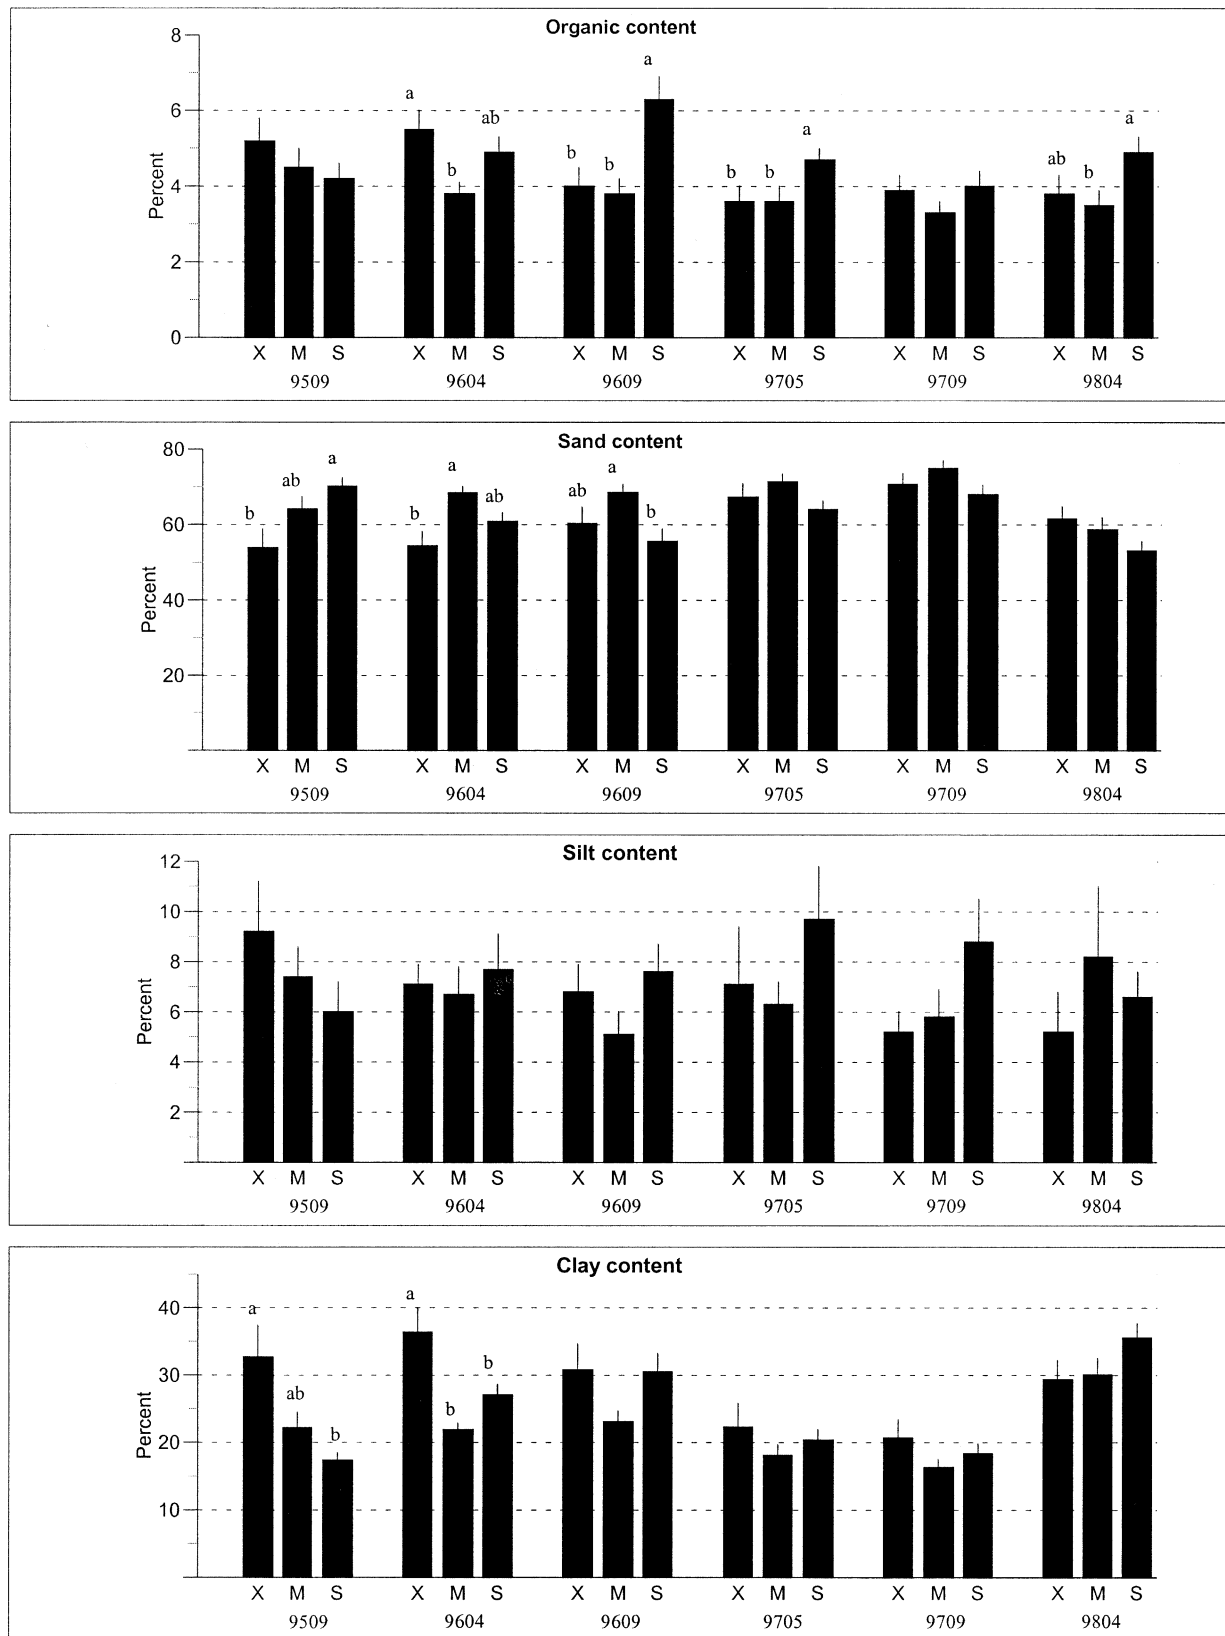 Organic content
8
a
a
ab
6
a
a
b
b
b
b
ab
b
b
4
2
0
Percent
X M S X M S X M S X M S X M S X M S
9509 9604 9609 9705 9709 9804
Sand content
80
a
a
a
ab
ab
ab
b
b
b
60
40
20
Percent
X M S X M S X M S X M S X M S X M S
9509 9604 9609 9705 9709 9804
Silt content
12
10
8
6
4
2
Percent
X M S X M S X M S X M S X M S X M S
9509 9604 9609 9705 9709 9804
Clay content
a
a
40
ab
b
b
b
30
20
10
Percent
X M S X M S X M S X M S X M S X M S
9509 9604 9609 9705 9709 9804